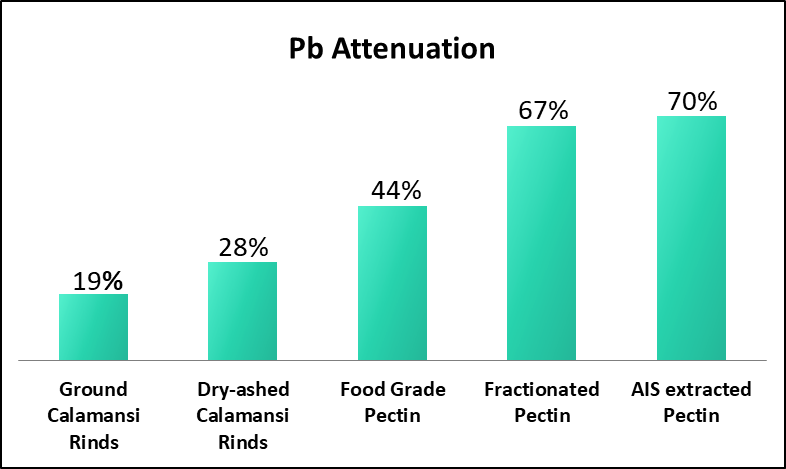 Pb Attenuation
67%
70%
44%
28%
19%
Ground
Calamansi
Rinds
Dry-ashed
Calamansi
Rinds
Food Grade
Pectin
Fractionated
Pectin
AIS extracted
Pectin